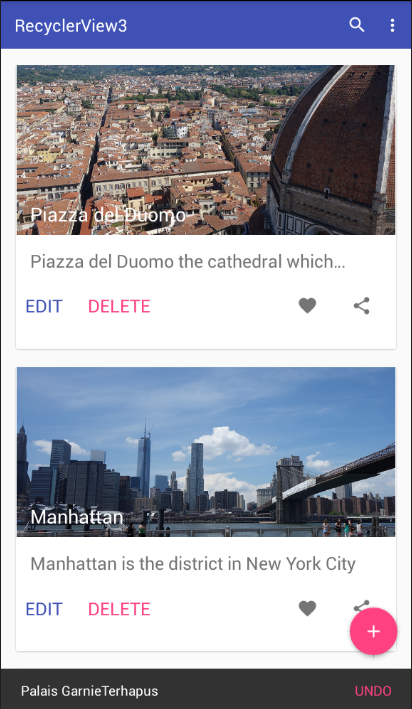 RecyclerView3
Piazza del Duomo
Piazza del Duomo the cathedral which...
EDIT DELETE
Manhattan
Manhattan is the district in New York City
EDIT DELETE
Palais GarnieTerhapus UNDO